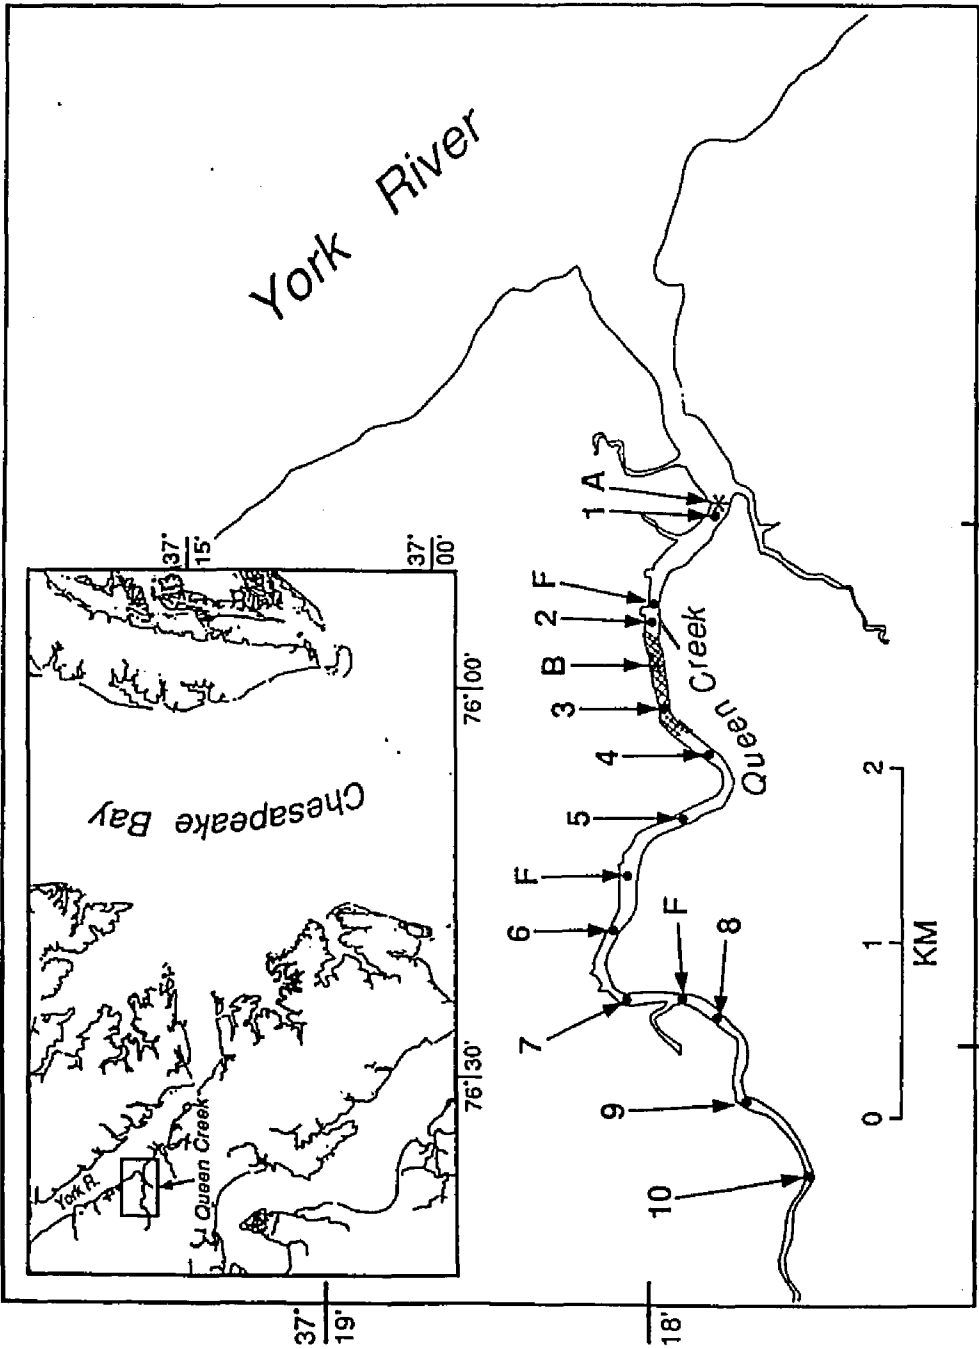 York River
Chesapeake Bay
York R.
Queen Creek
37°
15'
37°
00'
76° 00'
76° 30'
37°
19'
18'
A
1
F
2
B
3
4
5
F
6
7
F
8
9
10
Queen Creek
0 1 2
KM